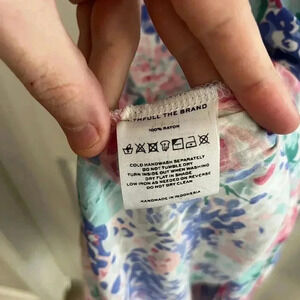 THFULL THE BRAND
100% RAYON
COLD HANDWASH SEPARATELY
DO NOT TUMBLE DRY
TURN INSIDE OUT WHEN WASHING
DRY FLAT IN SHADE
LOW IRON AS NEEDED ON REVERSE
DO NOT DRY CLEAN
HANDMADE IN INDONESIA